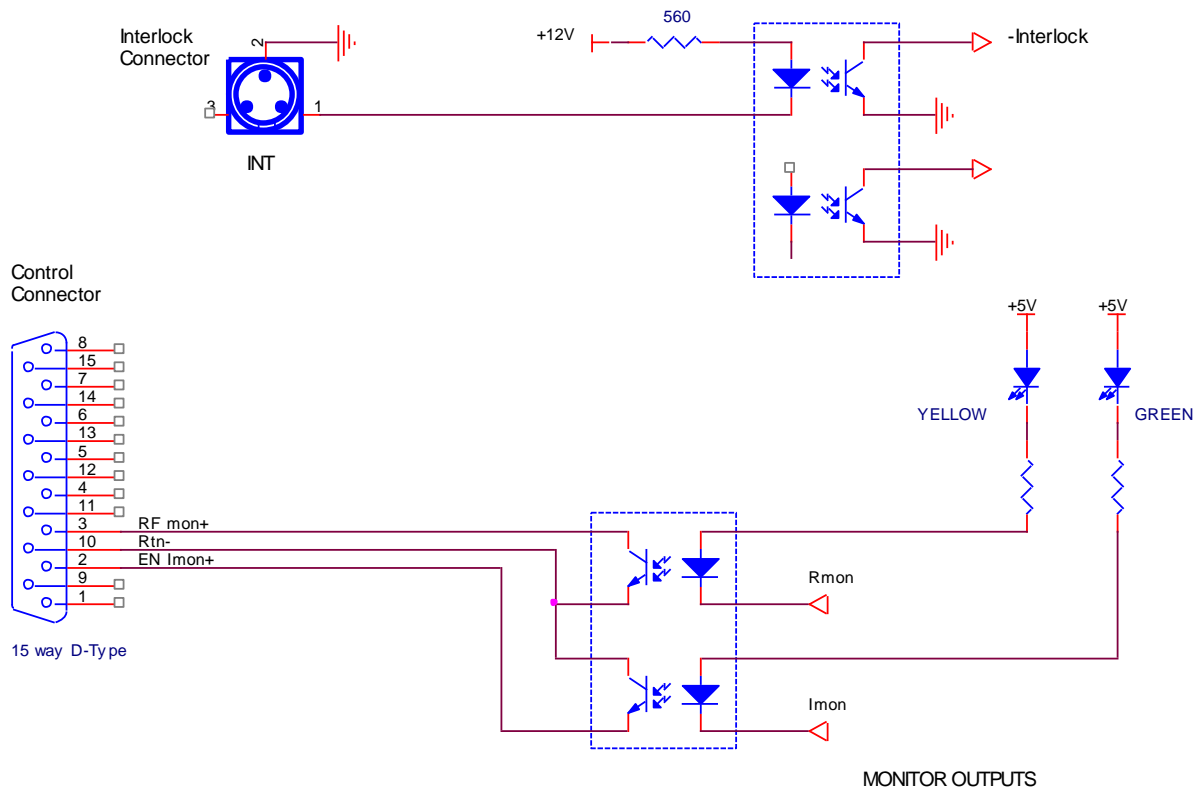 560
Interlock
Connector
2
+12V
-Interlock
3
1
INT
Control
Connector
+5V
+5V
8
15
7
14
6
13
5
12
4
11
3
10
2
9
1
YELLOW
GREEN
RF mon+
Rtn-
EN Imon+
Rmon
15 way D-Type
Imon
MONITOR OUTPUTS